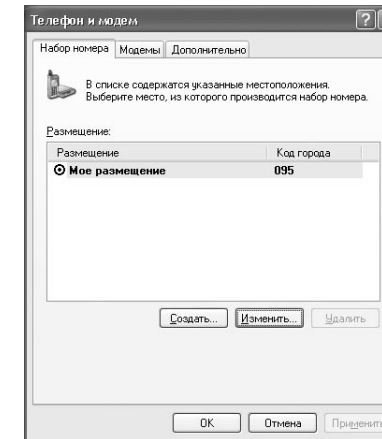 Телефон и модем
Набор номера Модемы Дополнительно
В списке содержатся указанные местоположения.
Выберите место, из которого производится набор номера.
Размещение:
Размещение Код города
Мое размещение 095
Создать... Изменить... Удалить
OK Отмена Применить